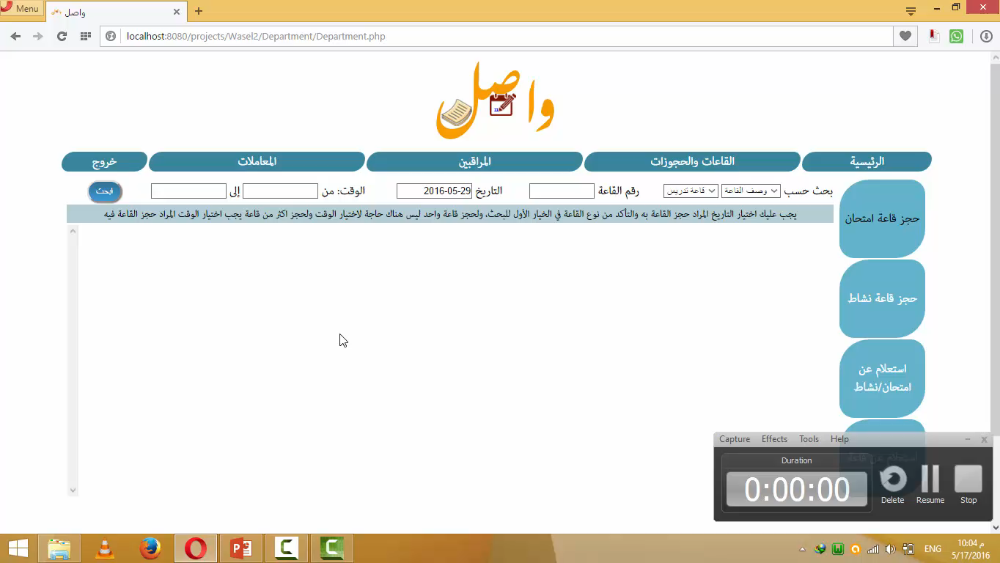 Menu
واصل
localhost:8080/projects/Wasel2/Department/Department.php
واصل
الرئيسية القاعات والحجوزات المراقبين المعاملات خروج
بحث حسب وصف القاعة قاعة تدريس رقم القاعة التاريخ 2016-05-29 الوقت: من إلى ابحث
يجب عليك اختيار التاريخ المراد حجز القاعة به والتأكد من نوع القاعة في الخيار الأول للبحث، ولحجز قاعة واحد ليس هناك حاجة لاختيار الوقت ولحجز اكثر من قاعة يجب اختيار الوقت المراد حجز القاعة فيه
حجز قاعة امتحان
حجز قاعة نشاط
استعلام عن
امتحان/نشاط
استعلام عن قاعة
Capture Effects Tools Help
Duration
0:00:00
Delete Resume Stop
ENG
10:04 م
5/17/2016